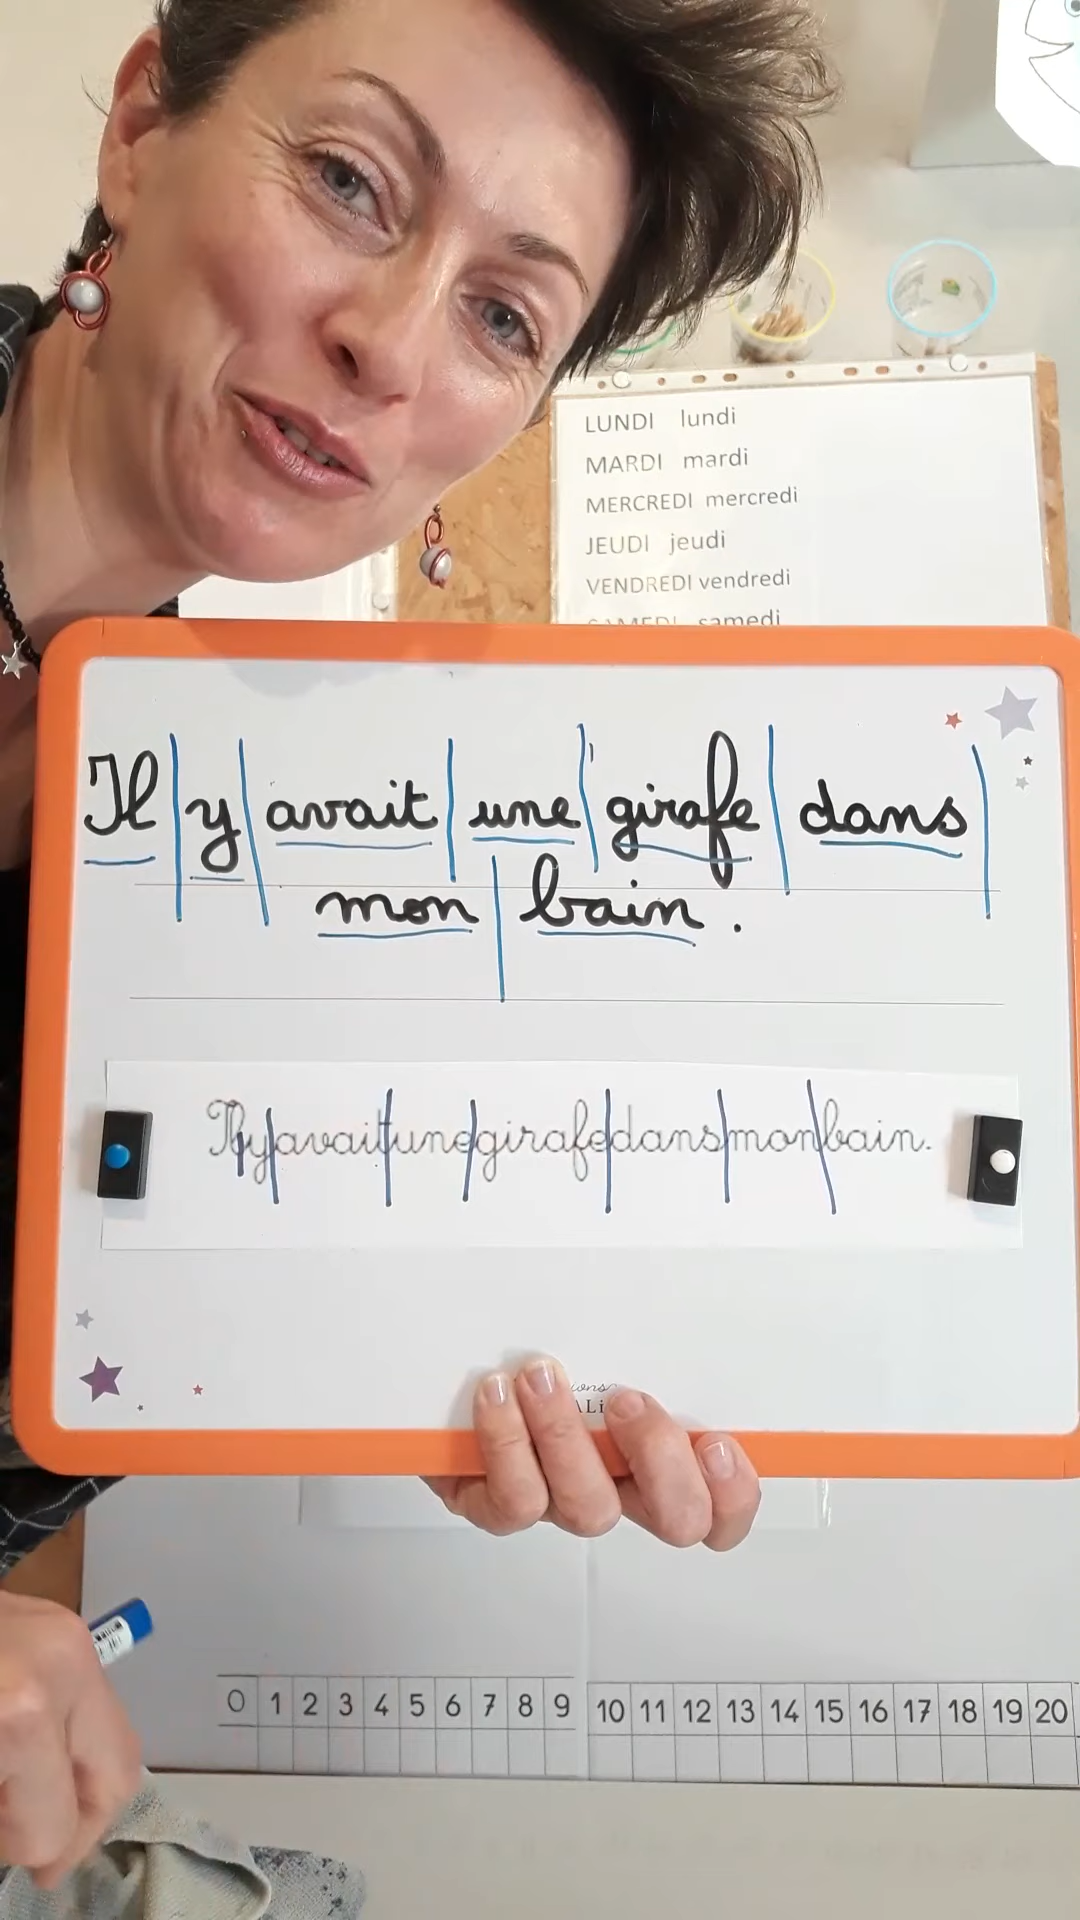 LUNDI lundi
MARDI mardi
MERCREDI mercredi
JEUDI jeudi
VENDREDI vendredi
SAMEDI samedi
Il y avait une girafe dans
mon bain.
Ilyavaitunegirafedansmonbain.
0 1 2 3 4 5 6 7 8 9 10 11 12 13 14 15 16 17 18 19 20